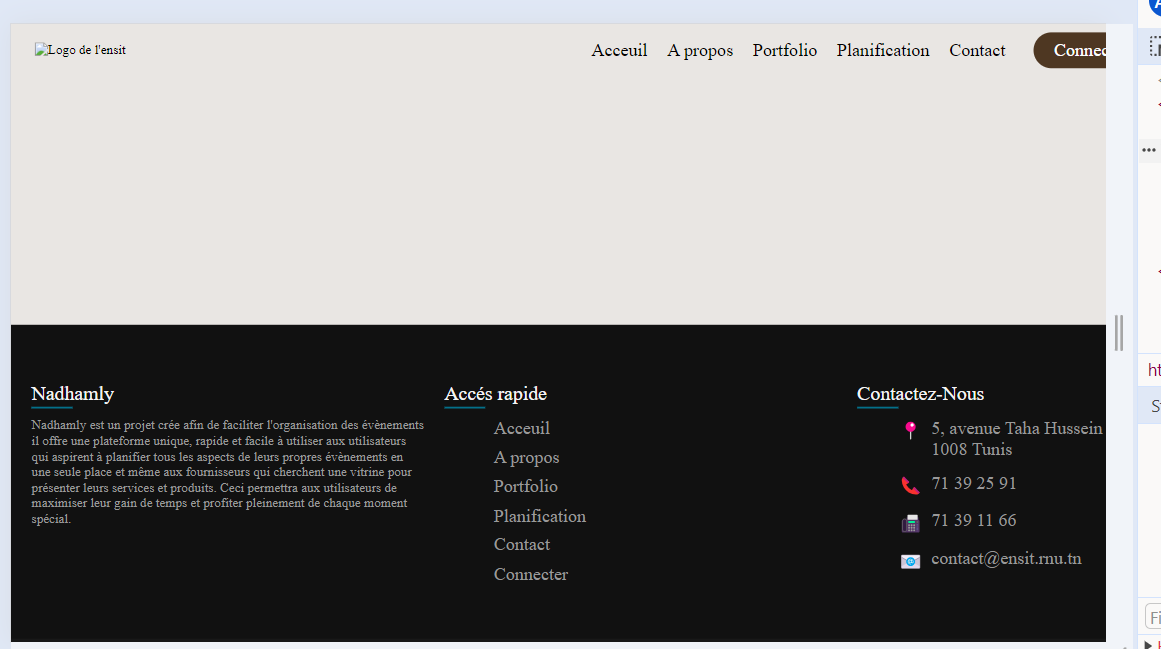 Logo de l'ensit
Acceuil A propos Portfolio Planification Contact
Nadhamly
Nadhamly est un projet crée afin de faciliter l'organisation des évènements
il offre une plateforme unique, rapide et facile à utiliser aux utilisateurs
qui aspirent à planifier tous les aspects de leurs propres évènements en
une seule place et même aux fournisseurs qui cherchent une vitrine pour
présenter leurs services et produits. Ceci permettra aux utilisateurs de
maximiser leur gain de temps et profiter pleinement de chaque moment
spécial.
Accés rapide
Acceuil
A propos
Portfolio
Planification
Contact
Connecter
Contactez-Nous
5, avenue Taha Hussein
1008 Tunis
71 39 25 91
71 39 11 66
contact@ensit.rnu.tn